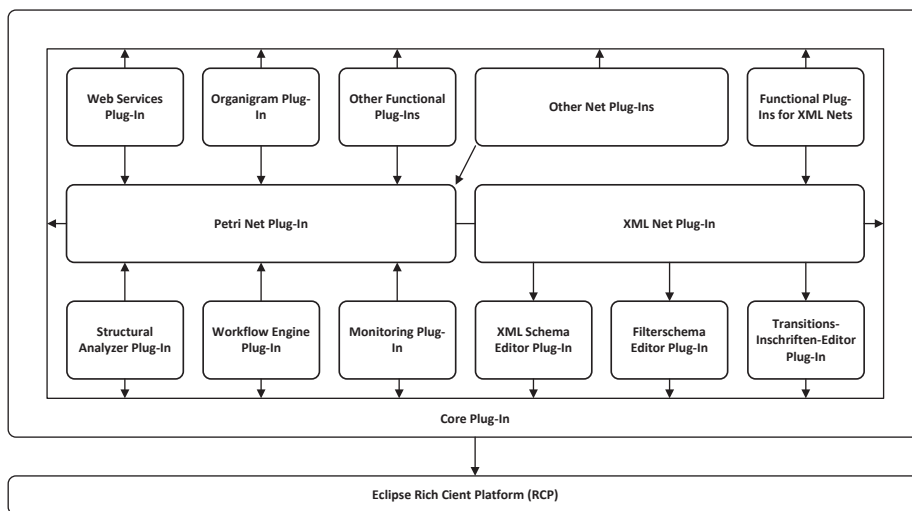 Web Services
Plug-In
Organigram Plug-
In
Other Functional
Plug-Ins
Other Net Plug-Ins
Functional Plug-
Ins for XML Nets
Petri Net Plug-In
XML Net Plug-In
Structural
Analyzer Plug-In
Workflow Engine
Plug-In
Monitoring Plug-
In
XML Schema
Editor Plug-In
Filterschema
Editor Plug-In
Transitions-
Inschriften-Editor
Plug-In
Core Plug-In
Eclipse Rich Cient Platform (RCP)